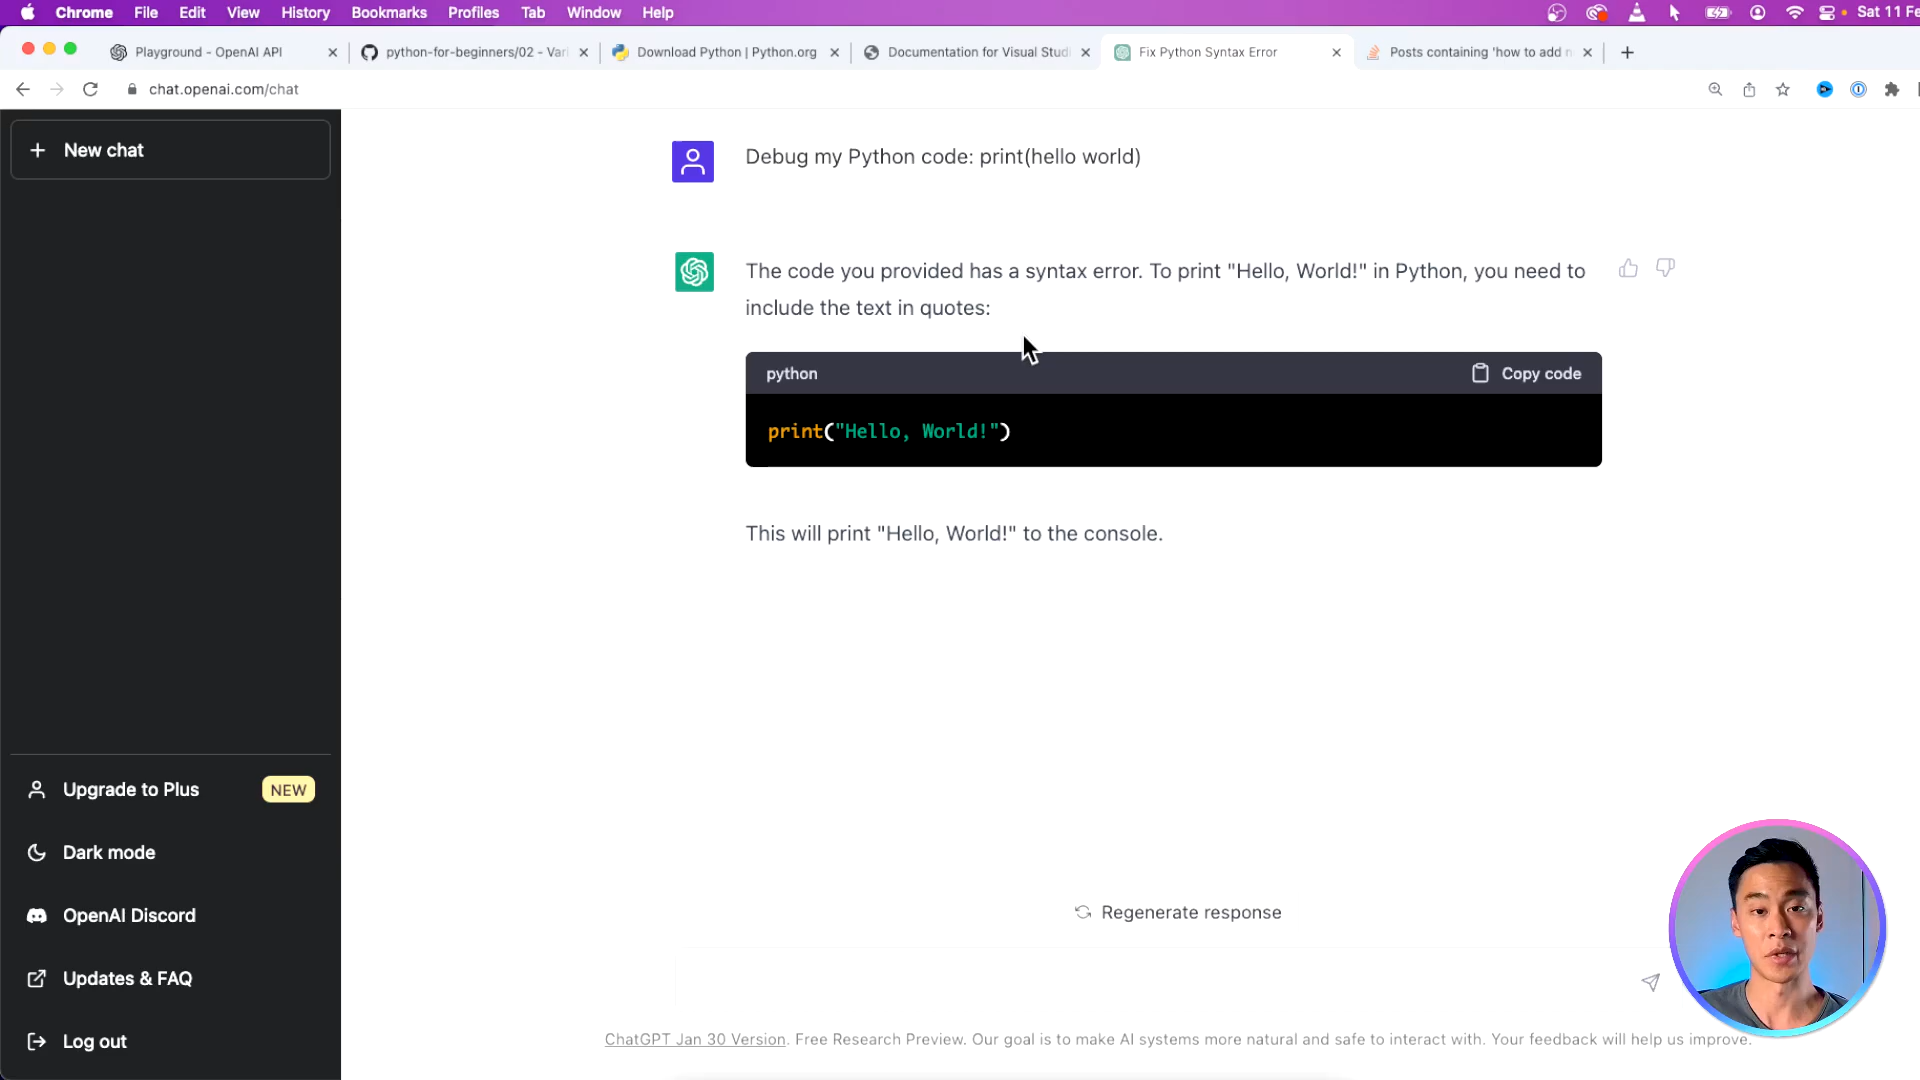 Chrome File Edit View History Bookmarks Profiles Tab Window Help Sat 11 Fe
Playground - OpenAI API
python-for-beginners/02 - Vari
Download Python | Python.org
Documentation for Visual Studi
Fix Python Syntax Error
Posts containing 'how to add n
chat.openai.com/chat
New chat
Debug my Python code: print(hello world)
The code you provided has a syntax error. To print "Hello, World!" in Python, you need to
include the text in quotes:
python
Copy code
print("Hello, World!")
This will print "Hello, World!" to the console.
Upgrade to Plus NEW
Dark mode
OpenAI Discord
Updates & FAQ
Log out
Regenerate response
ChatGPT Jan 30 Version. Free Research Preview. Our goal is to make AI systems more natural and safe to interact with. Your feedback will help us improve.